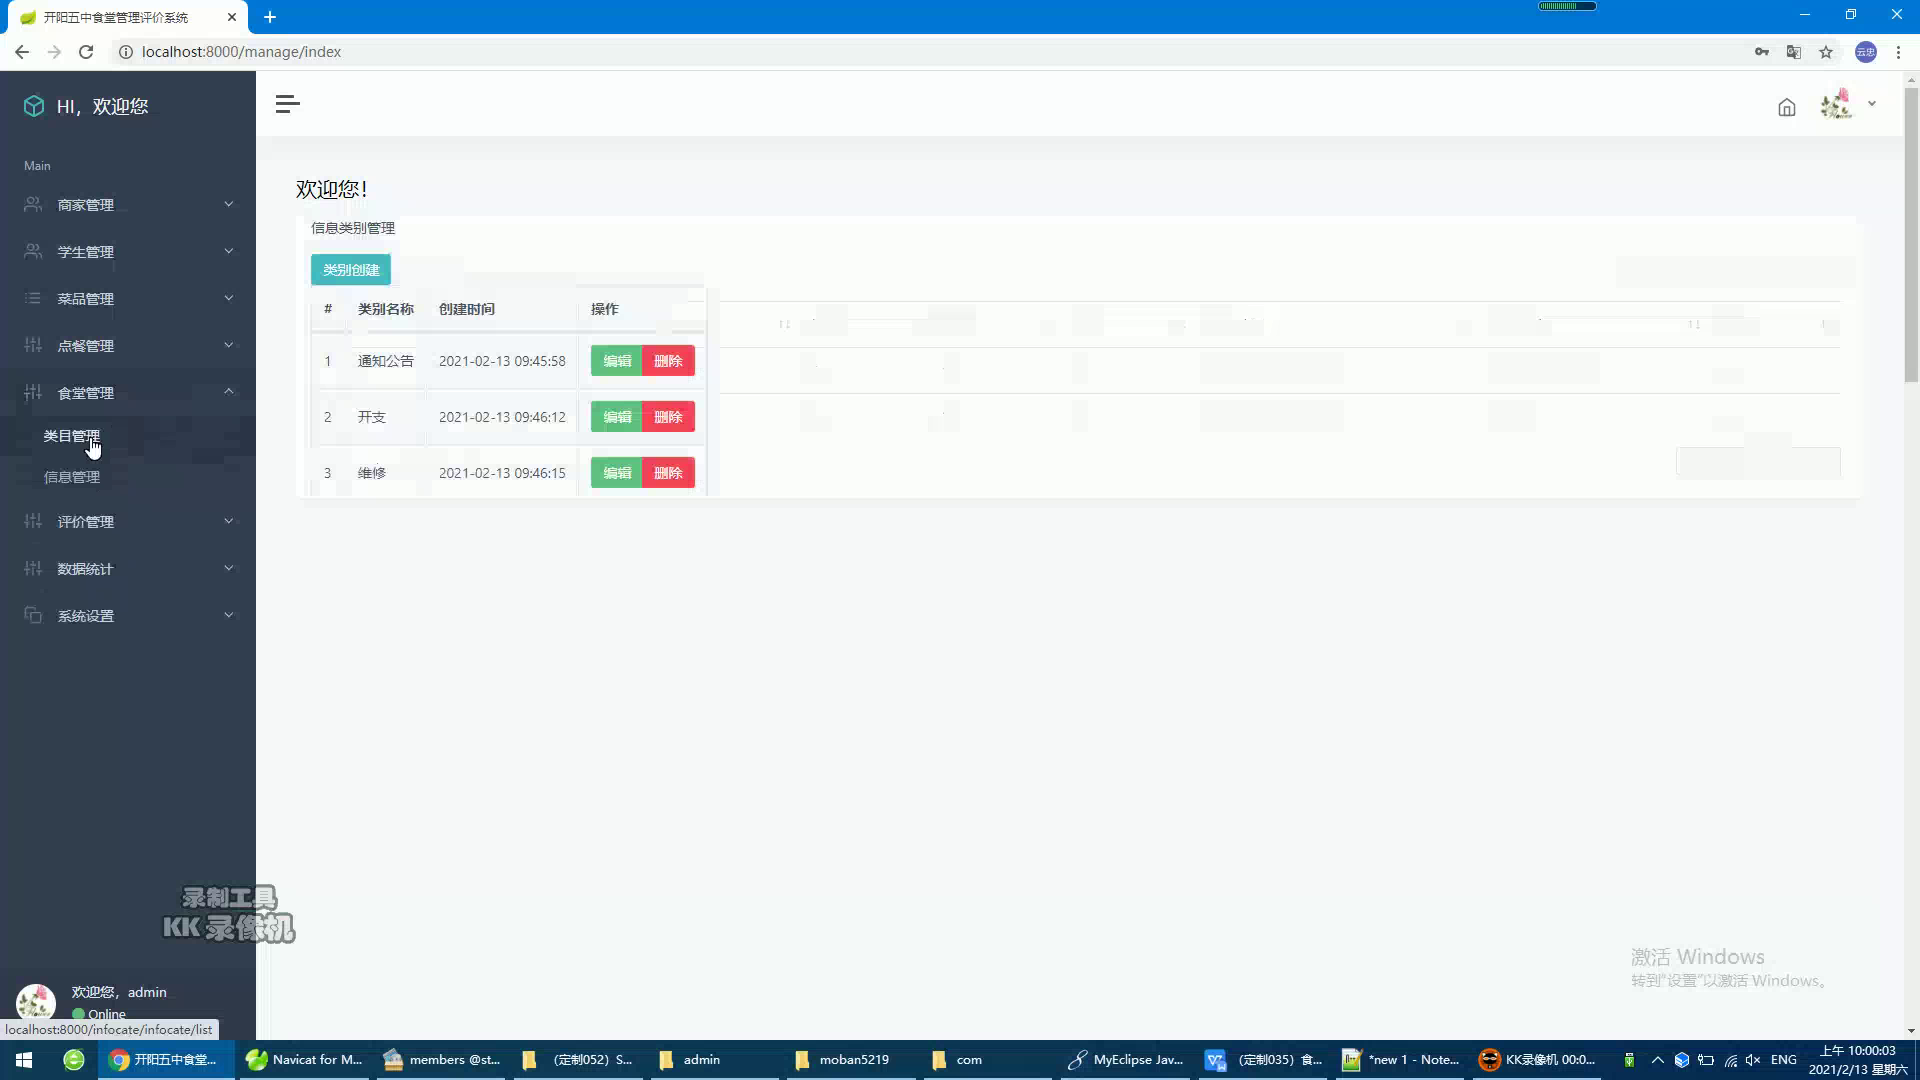 开阳五中食堂管理评价系统
localhost:8000/manage/index
云忠
HI，欢迎您
Main
商家管理
学生管理
菜品管理
点餐管理
食堂管理
类目管理
信息管理
评价管理
数据统计
系统设置
欢迎您！
信息类别管理
类别创建
# 类别名称 创建时间 操作
1 通知公告 2021-02-13 09:45:58 编辑 删除
2 开支 2021-02-13 09:46:12 编辑 删除
3 维修 2021-02-13 09:46:15 编辑 删除
录制工具
KK 录像机
激活 Windows
转到"设置"以激活 Windows。
欢迎您，admin
Online
localhost:8000/infocate/infocate/list
开阳五中食堂...
Navicat for M...
members @st...
（定制052）S...
admin
moban5219
com
MyEclipse Jav...
（定制035）食...
*new 1 - Note...
KK录像机 00:0...
ENG
上午 10:00:03
2021/2/13 星期六